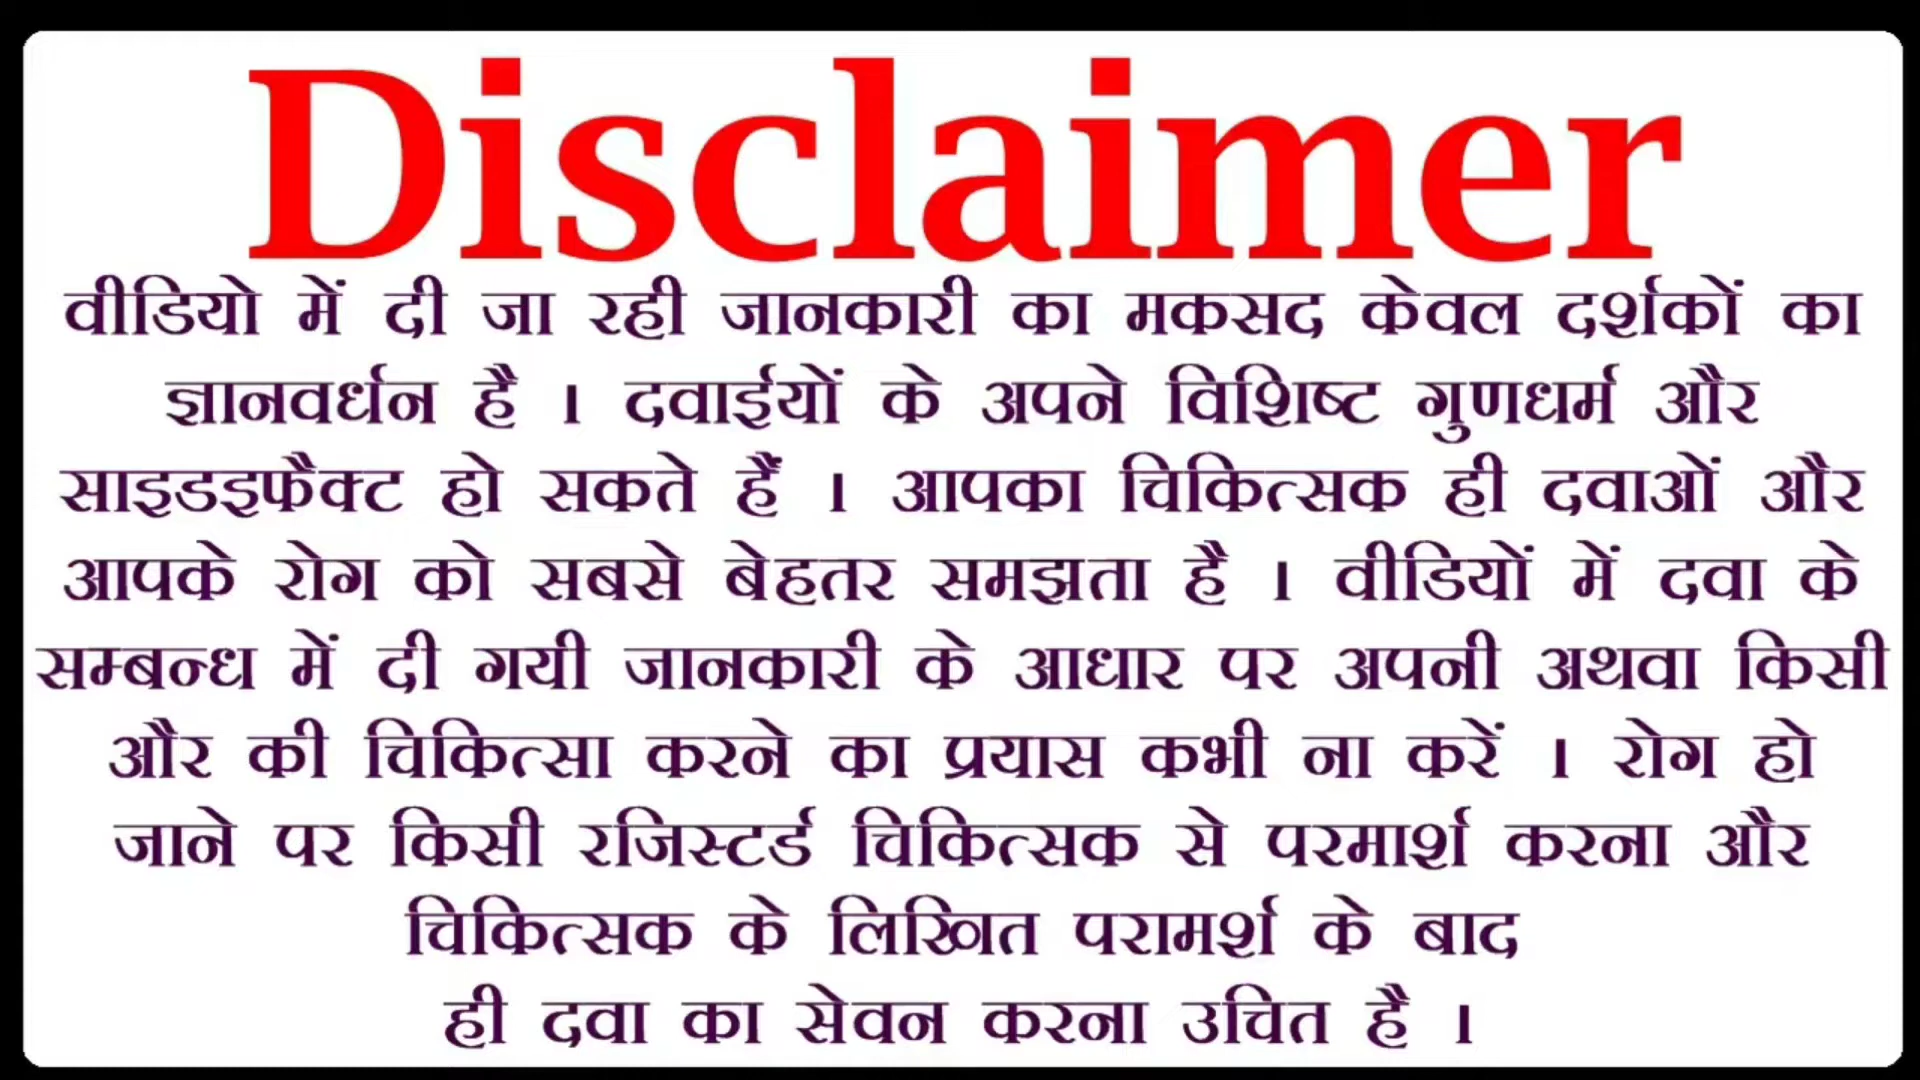 Disclaimer
वीडियो में दी जा रही जानकारी का मकसद केवल दर्शकों का
ज्ञानवर्धन है । दवाईयों के अपने विशिष्ट गुणधर्म और
साइडइफैक्ट हो सकते हैं । आपका चिकित्सक ही दवाओं और
आपके रोग को सबसे बेहतर समझता है । वीडियों में दवा के
सम्बन्ध में दी गयी जानकारी के आधार पर अपनी अथवा किसी
और की चिकित्सा करने का प्रयास कभी ना करें । रोग हो
जाने पर किसी रजिस्टर्ड चिकित्सक से परमार्श करना और
चिकित्सक के लिखित परामर्श के बाद
ही दवा का सेवन करना उचित है ।